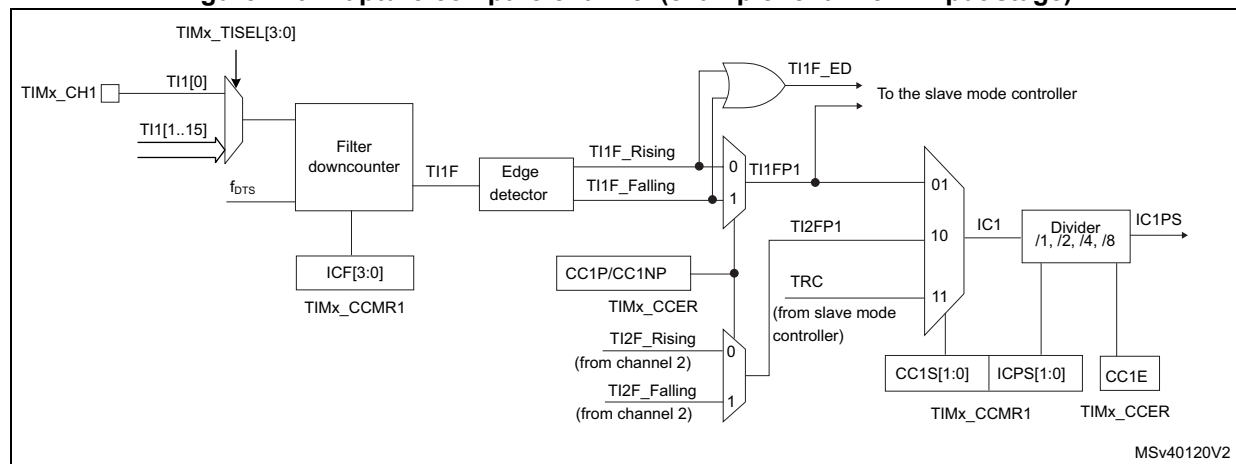 TIMx_TISEL[3:0]
TIMx_CH1
TI1[0]
TI1[1..15]
fDTS
Filter
downcounter
ICF[3:0]
TIMx_CCMR1
TI1F
Edge
detector
TI1F_Rising
TI1F_Falling
TI1F_ED
To the slave mode controller
0
1
TI1FP1
CC1P/CC1NP
TIMx_CCER
TI2F_Rising
(from channel 2)
TI2F_Falling
(from channel 2)
0
1
TI2FP1
TRC
(from slave mode
controller)
01
10
11
IC1
Divider
/1, /2, /4, /8
IC1PS
CC1S[1:0]
ICPS[1:0]
CC1E
TIMx_CCMR1
TIMx_CCER
MSv40120V2